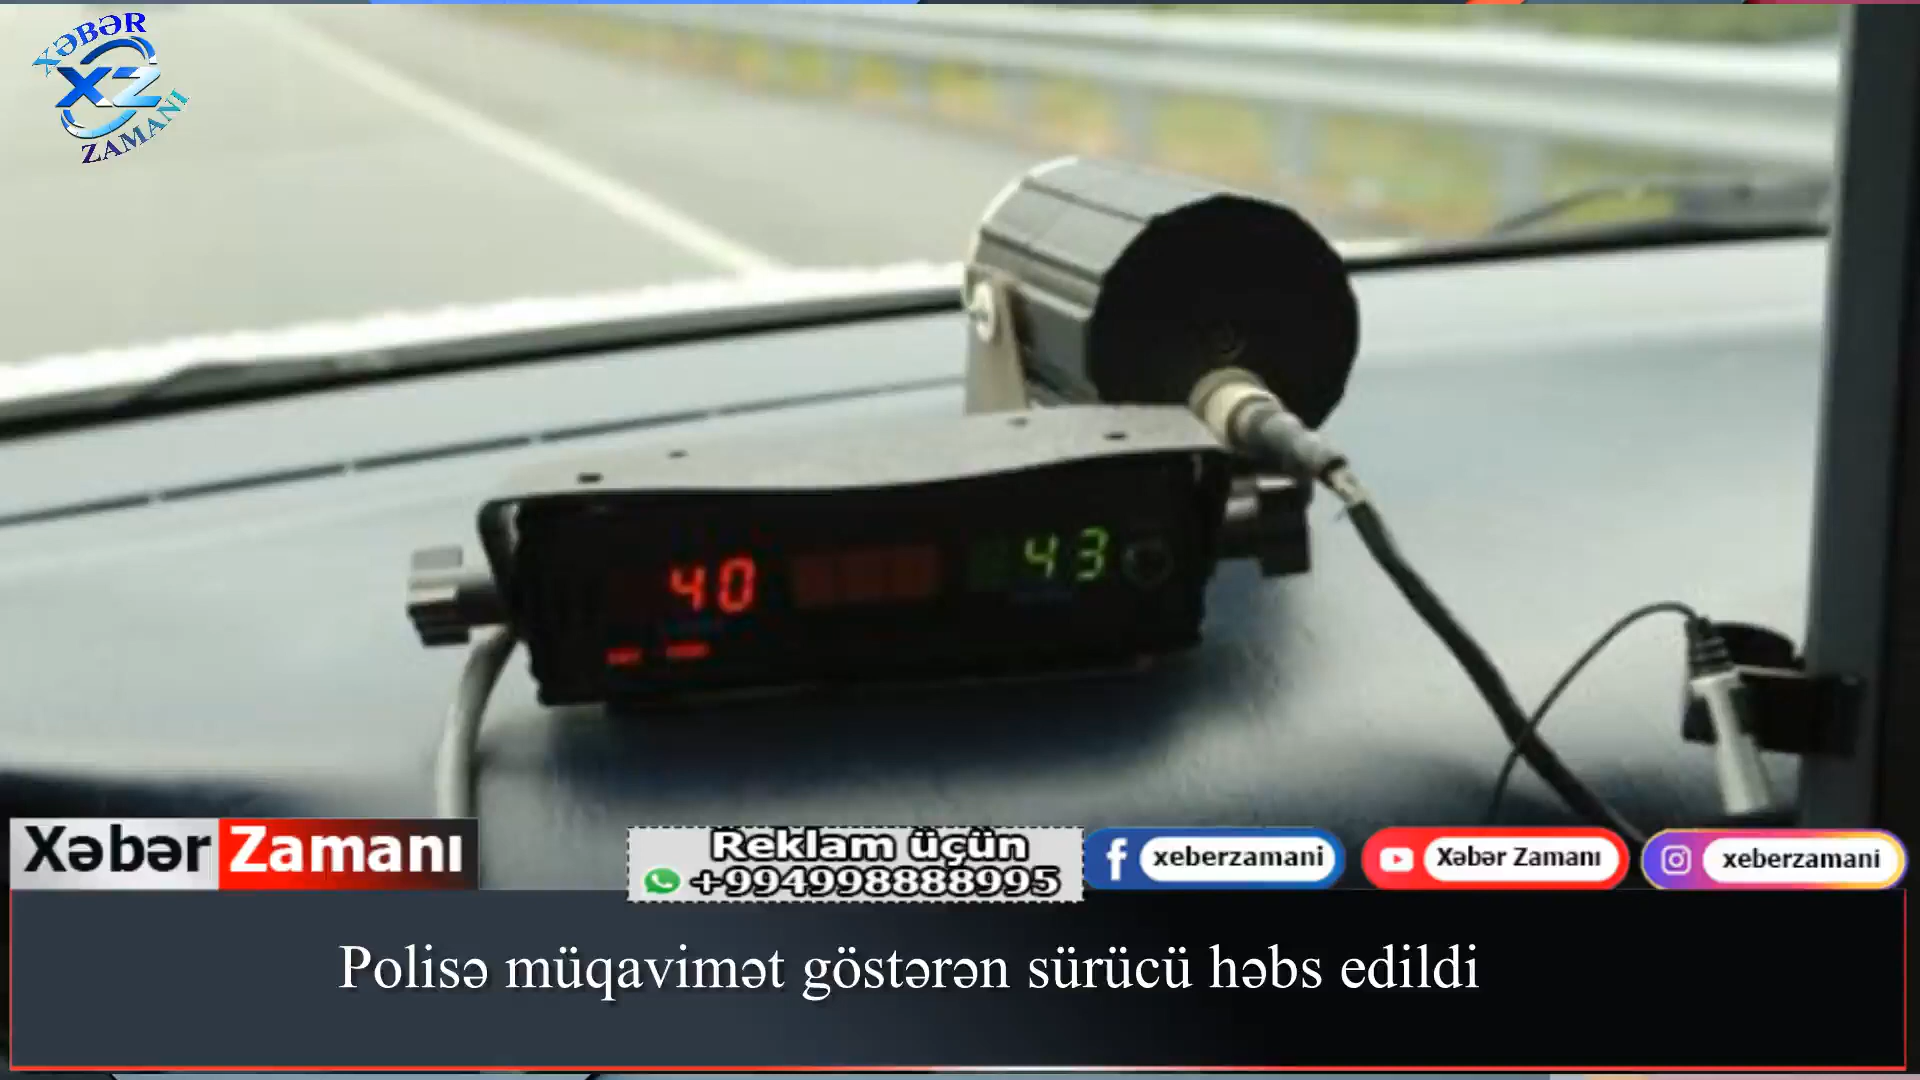 XƏBƏR
XZ
ZAMANI
40
43
Xəbər Zamanı
Reklam üçün
+994998888995
xeberzamani
Xəbər Zamanı
xeberzamani
Polisə müqavimət göstərən sürücü həbs edildi